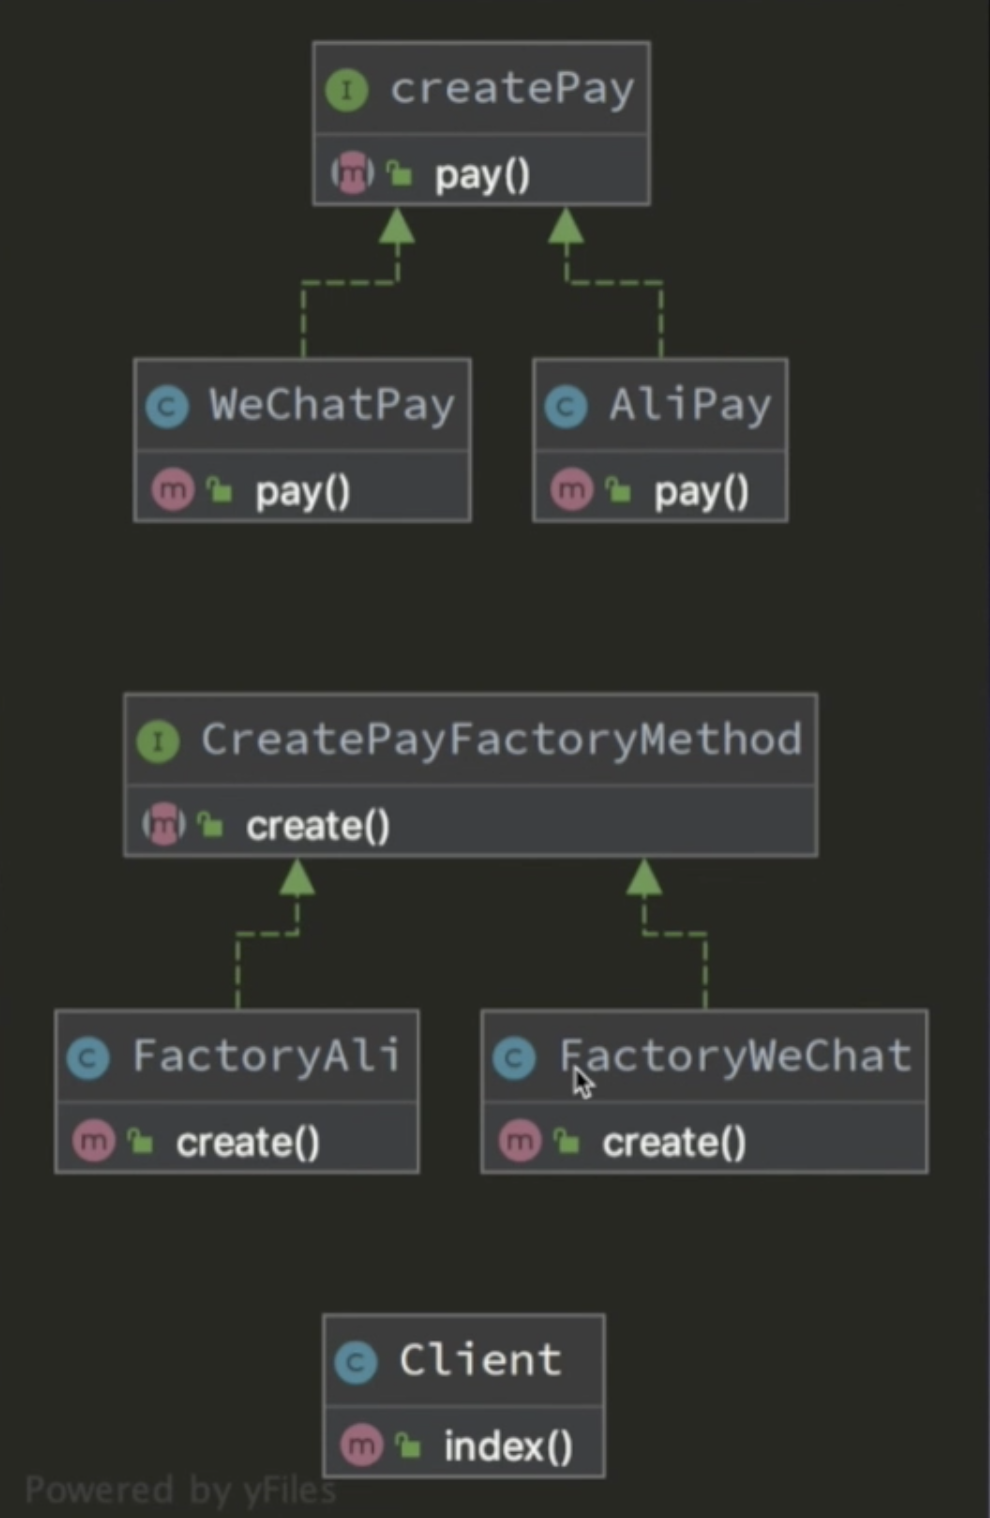 I createPay
m pay()
C WeChatPay
m pay()
C AliPay
m pay()
I CreatePayFactoryMethod
m create()
C FactoryAli
m create()
C FactoryWeChat
m create()
C Client
m index()
Powered by yFiles